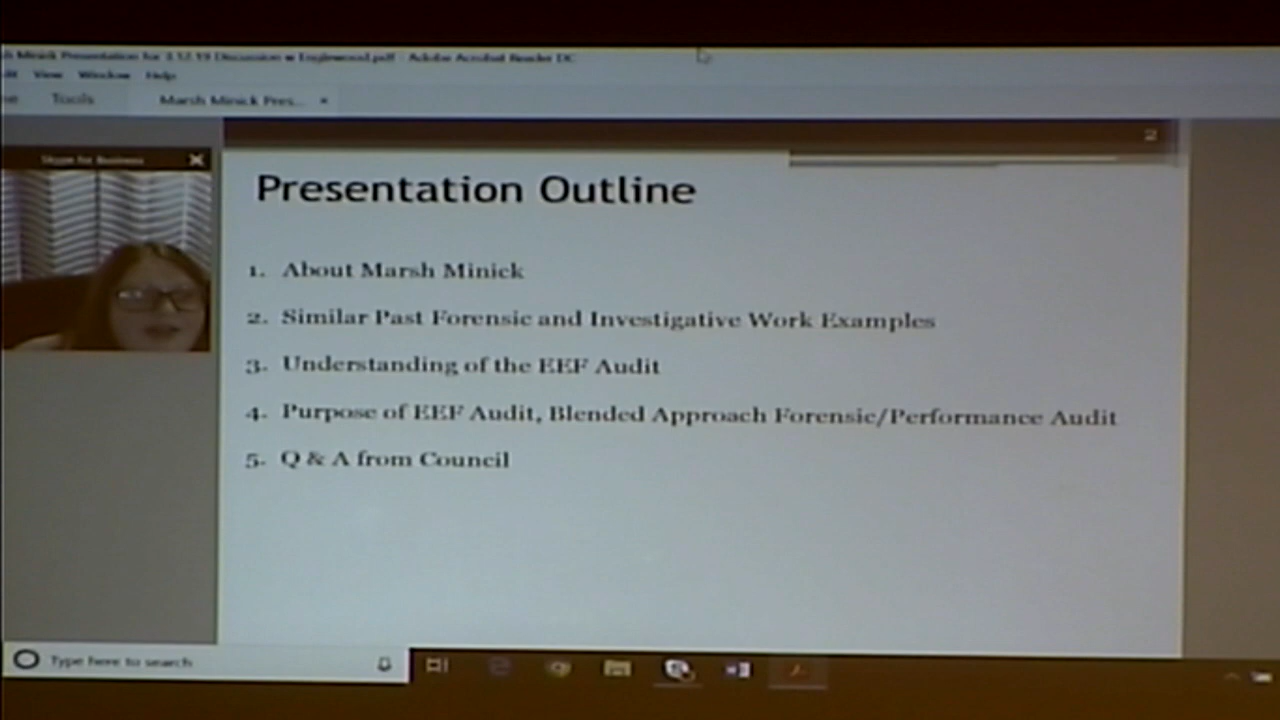 sh Minick Presentation for 3.12.19 Discussion w Englewood.pdf - Adobe Acrobat Reader DC
View Window Help
Tools Marsh Minick Pres...
2
Skype for Business
Presentation Outline
1. About Marsh Minick
2. Similar Past Forensic and Investigative Work Examples
3. Understanding of the EEF Audit
4. Purpose of EEF Audit, Blended Approach Forensic/Performance Audit
5. Q & A from Council
Type here to search